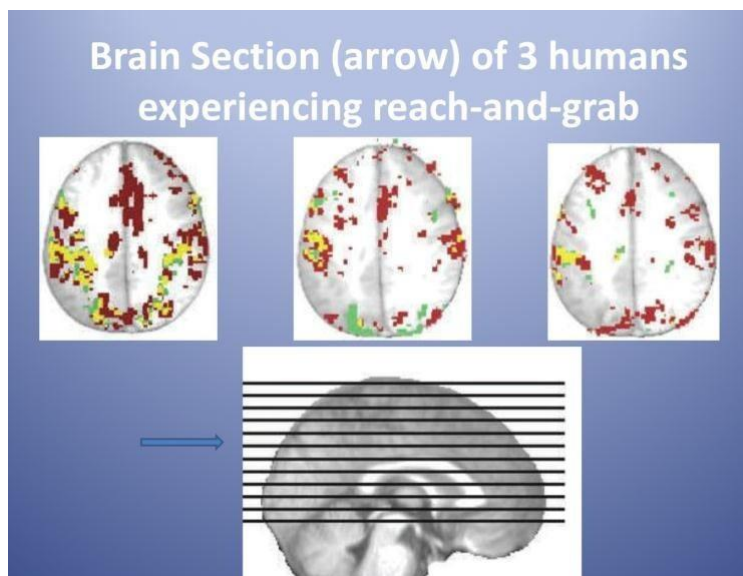 Brain Section (arrow) of 3 humans
experiencing reach-and-grab